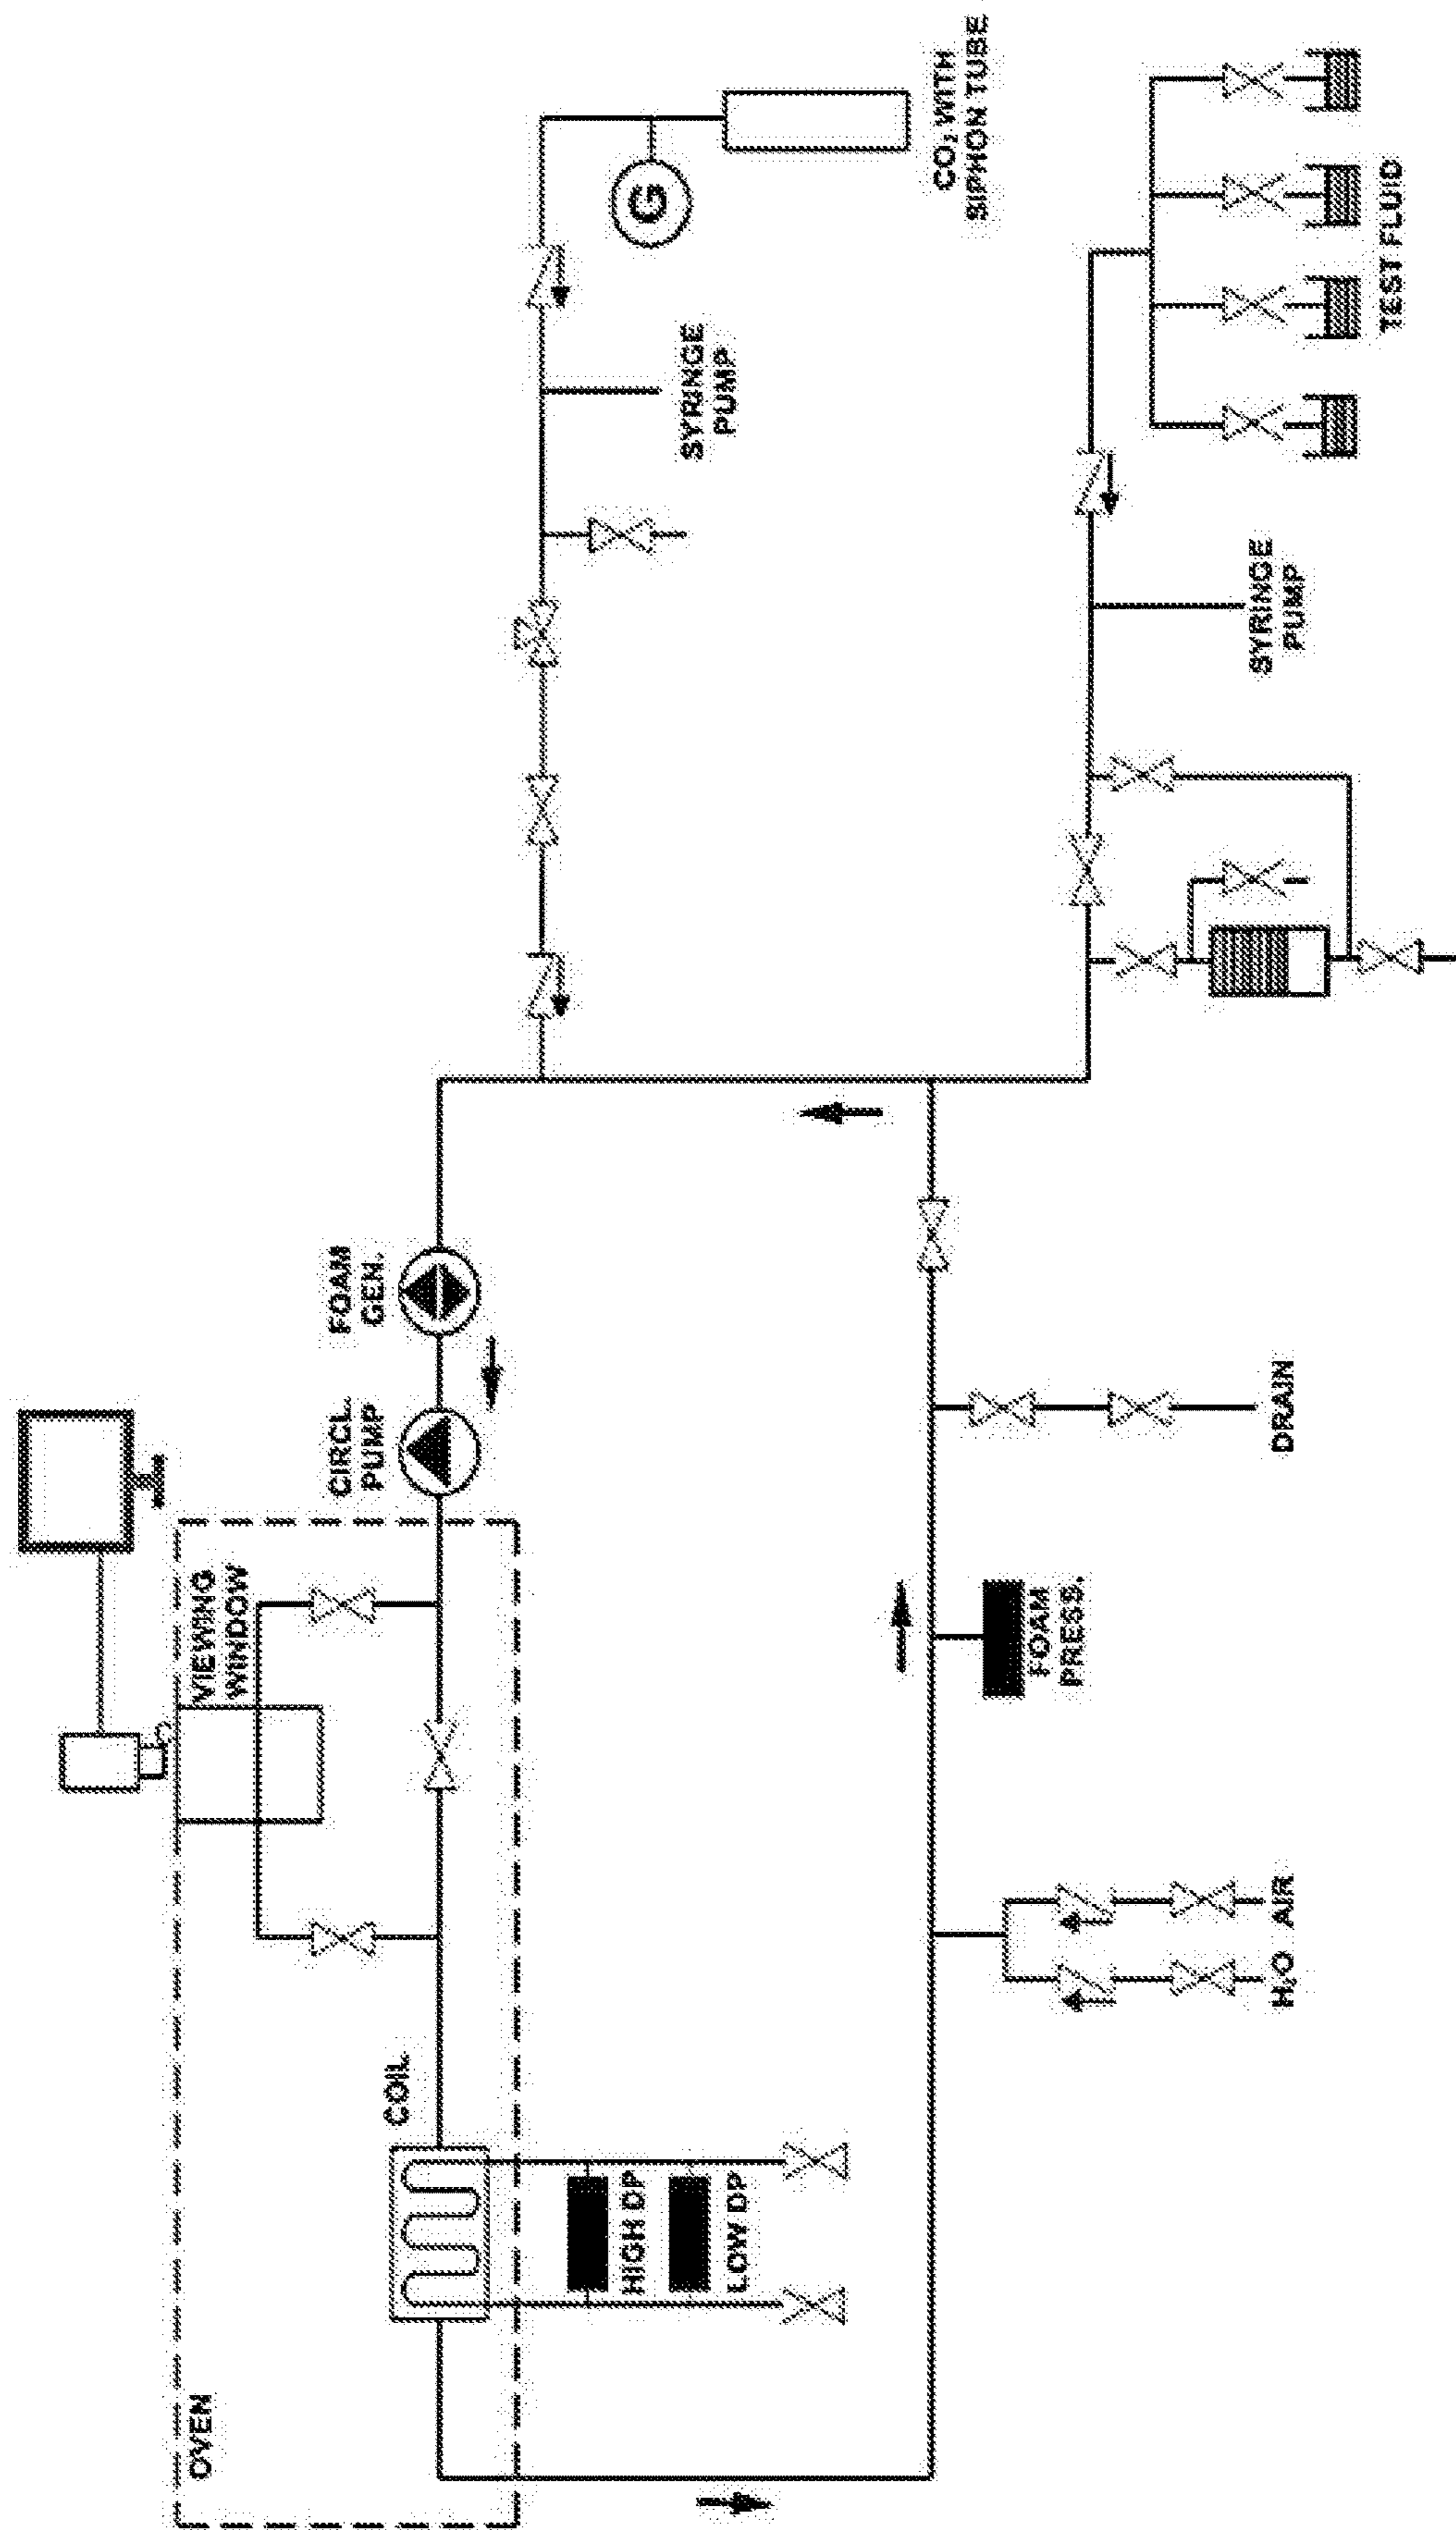 OVEN
COIL
VIEWING
WINDOW
CIRCL.
PUMP
FOAM
GEN.
HIGH DP
LOW DP
H₂O
AIR
FOAM
PRESS.
DRAIN
SYRINGE
PUMP
G
CO₂ WITH
SIPHON TUBE
SYRINGE
PUMP
TEST FLUID